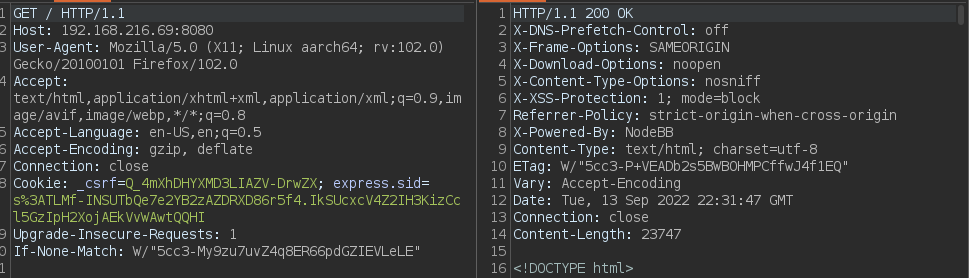 1 GET / HTTP/1.1
2 Host: 192.168.216.69:8080
3 User-Agent: Mozilla/5.0 (X11; Linux aarch64; rv:102.0)
Gecko/20100101 Firefox/102.0
4 Accept:
text/html,application/xhtml+xml,application/xml;q=0.9,im
age/avif,image/webp,*/*;q=0.8
5 Accept-Language: en-US,en;q=0.5
6 Accept-Encoding: gzip, deflate
7 Connection: close
8 Cookie: _csrf=Q_4mXhDHYXMD3LIAZV-DrwZX; express.sid=
s%3ATLMf-INSUTbQe7e2YB2zAZDRXD86r5f4.IkSUcxcV4Z2IH3KizCc
l5GzIpH2XojAEkVvWAwtQQHI
9 Upgrade-Insecure-Requests: 1
0 If-None-Match: W/"5cc3-My9zu7uvZ4q8ER66pdGZIEVLeLE"
1
1 HTTP/1.1 200 OK
2 X-DNS-Prefetch-Control: off
3 X-Frame-Options: SAMEORIGIN
4 X-Download-Options: noopen
5 X-Content-Type-Options: nosniff
6 X-XSS-Protection: 1; mode=block
7 Referrer-Policy: strict-origin-when-cross-origin
8 X-Powered-By: NodeBB
9 Content-Type: text/html; charset=utf-8
10 ETag: W/"5cc3-P+VEADb2s5BWBOHMPCffwJ4f1EQ"
11 Vary: Accept-Encoding
12 Date: Tue, 13 Sep 2022 22:31:47 GMT
13 Connection: close
14 Content-Length: 23747
15
16 <!DOCTYPE html>